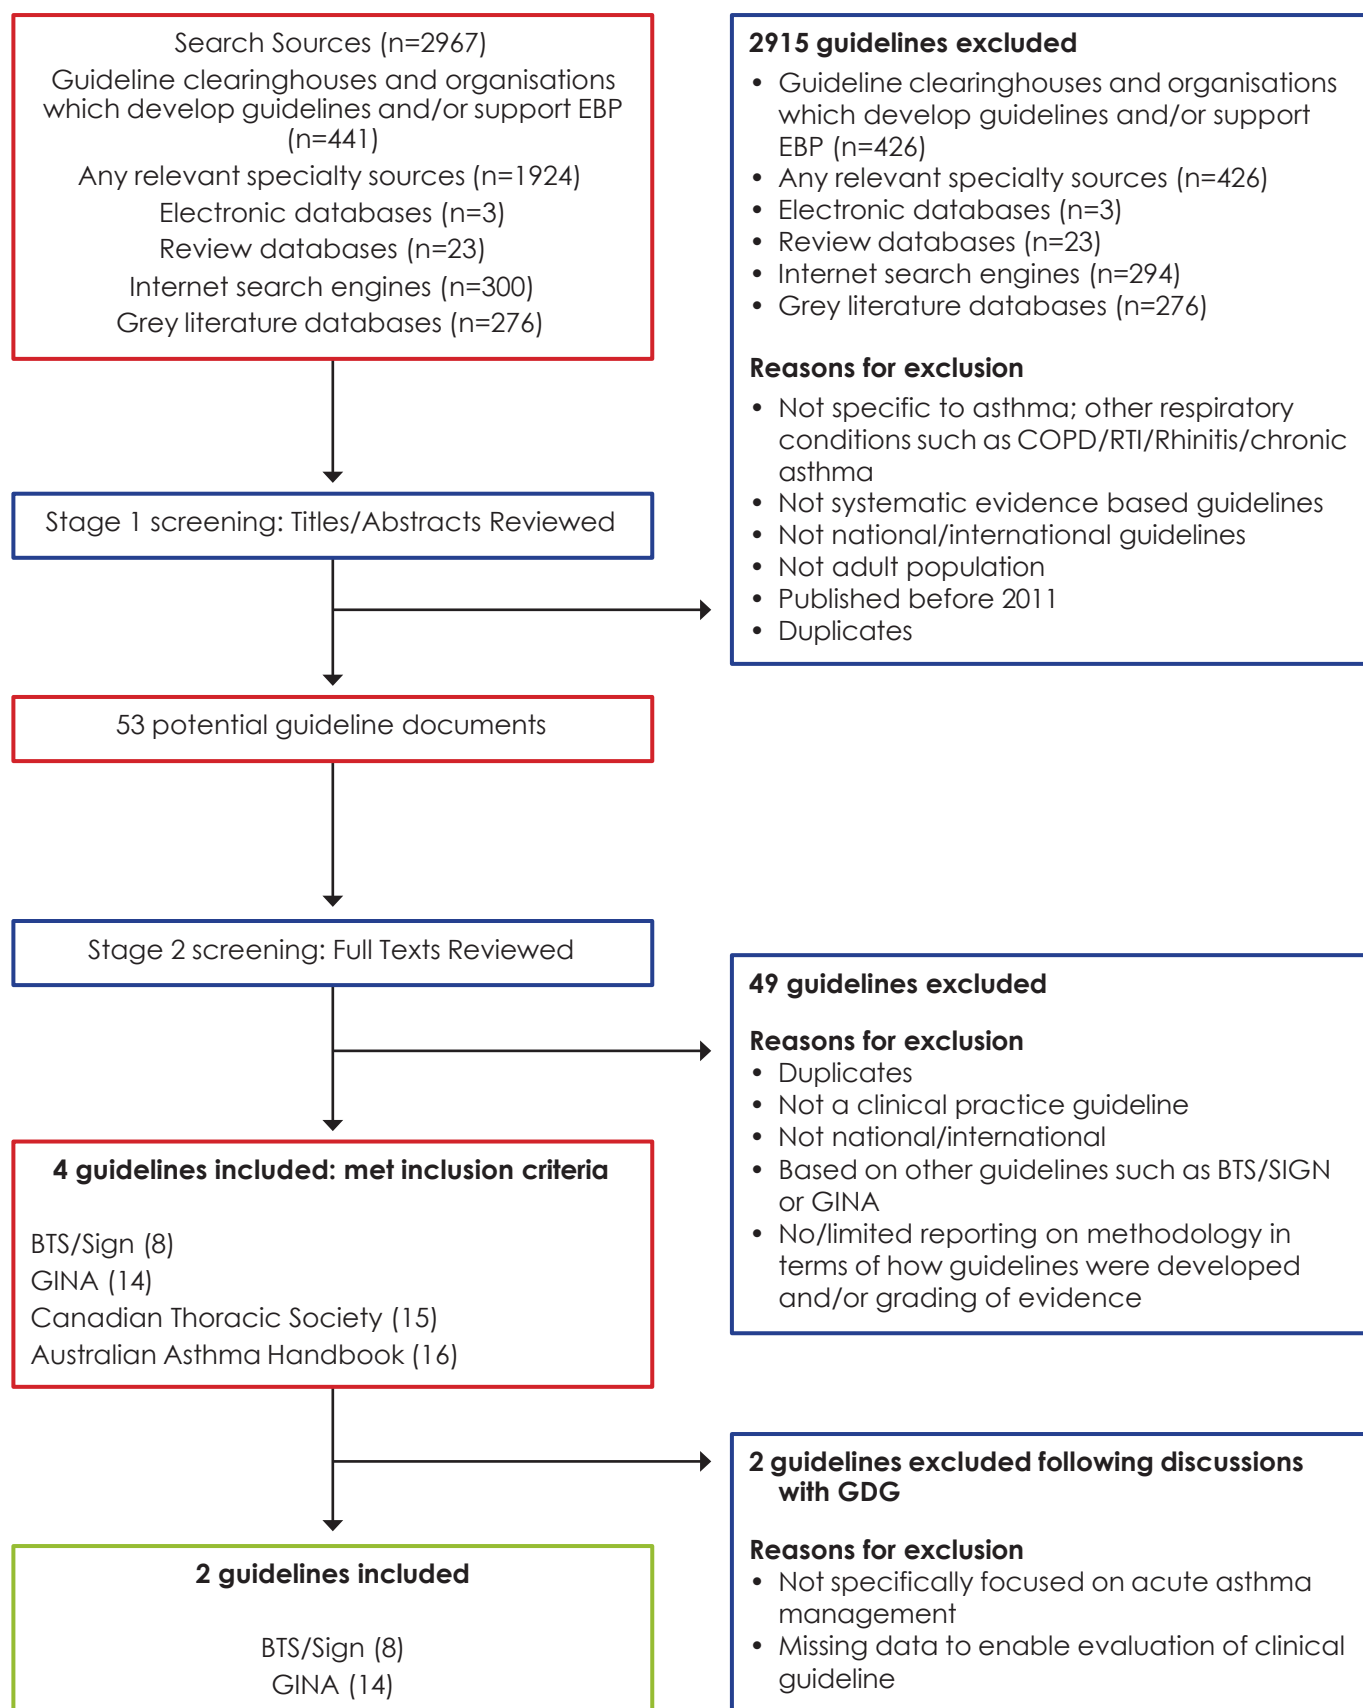 Search Sources (n=2967)
Guideline clearinghouses and organisations
which develop guidelines and/or support EBP
(n=441)
Any relevant specialty sources (n=1924)
Electronic databases (n=3)
Review databases (n=23)
Internet search engines (n=300)
Grey literature databases (n=276)
2915 guidelines excluded
• Guideline clearinghouses and organisations
which develop guidelines and/or support
EBP (n=426)
• Any relevant specialty sources (n=426)
• Electronic databases (n=3)
• Review databases (n=23)
• Internet search engines (n=294)
• Grey literature databases (n=276)
Reasons for exclusion
• Not specific to asthma; other respiratory
conditions such as COPD/RTI/Rhinitis/chronic
asthma
• Not systematic evidence based guidelines
• Not national/international guidelines
• Not adult population
• Published before 2011
• Duplicates
Stage 1 screening: Titles/Abstracts Reviewed
53 potential guideline documents
Stage 2 screening: Full Texts Reviewed
49 guidelines excluded
Reasons for exclusion
• Duplicates
• Not a clinical practice guideline
• Not national/international
• Based on other guidelines such as BTS/SIGN
or GINA
• No/limited reporting on methodology in
terms of how guidelines were developed
and/or grading of evidence
4 guidelines included: met inclusion criteria
BTS/Sign (8)
GINA (14)
Canadian Thoracic Society (15)
Australian Asthma Handbook (16)
2 guidelines excluded following discussions
with GDG
Reasons for exclusion
• Not specifically focused on acute asthma
management
• Missing data to enable evaluation of clinical
guideline
2 guidelines included
BTS/Sign (8)
GINA (14)